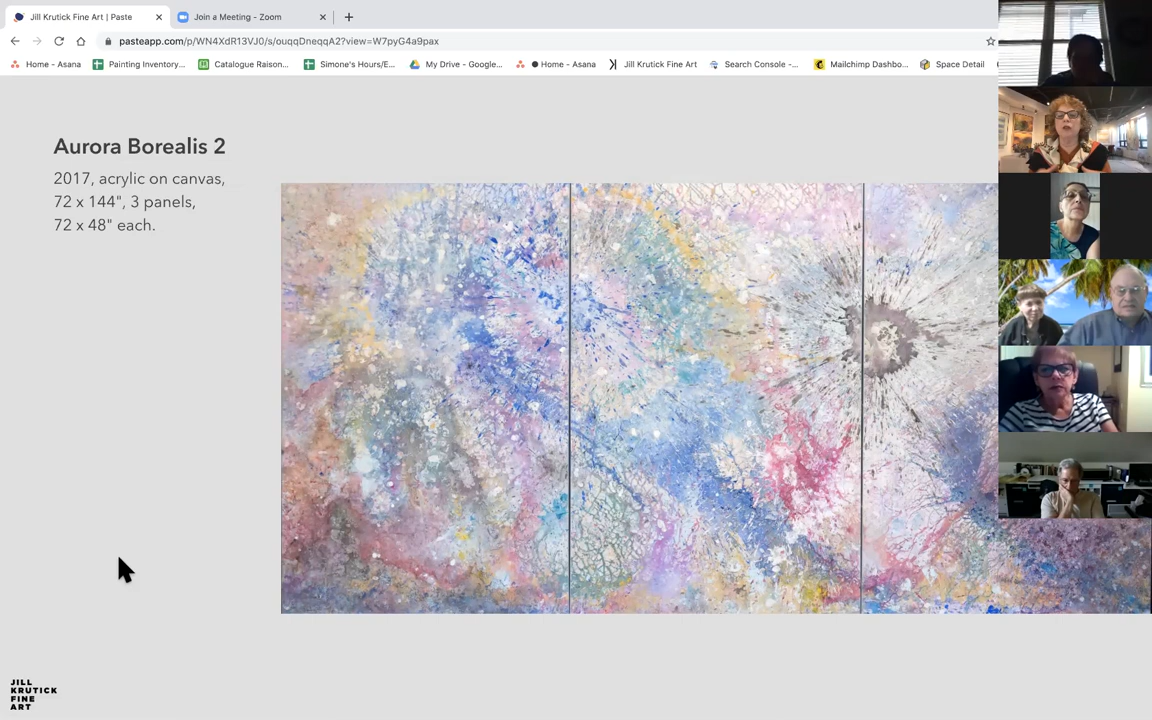 Jill Krutick Fine Art | Paste
Join a Meeting - Zoom
pasteapp.com/p/WN4XdR13VJ0/s/ouqqDneqqA2?view=W7pyG4a9pax
Home - Asana
Painting Inventory...
Catalogue Raison...
Simone's Hours/E...
My Drive - Google...
Home - Asana
Jill Krutick Fine Art
Search Console -...
Mailchimp Dashbo...
Space Detail
Aurora Borealis 2
2017, acrylic on canvas,
72 x 144", 3 panels,
72 x 48" each.
JILL
KRUTICK
FINE
ART